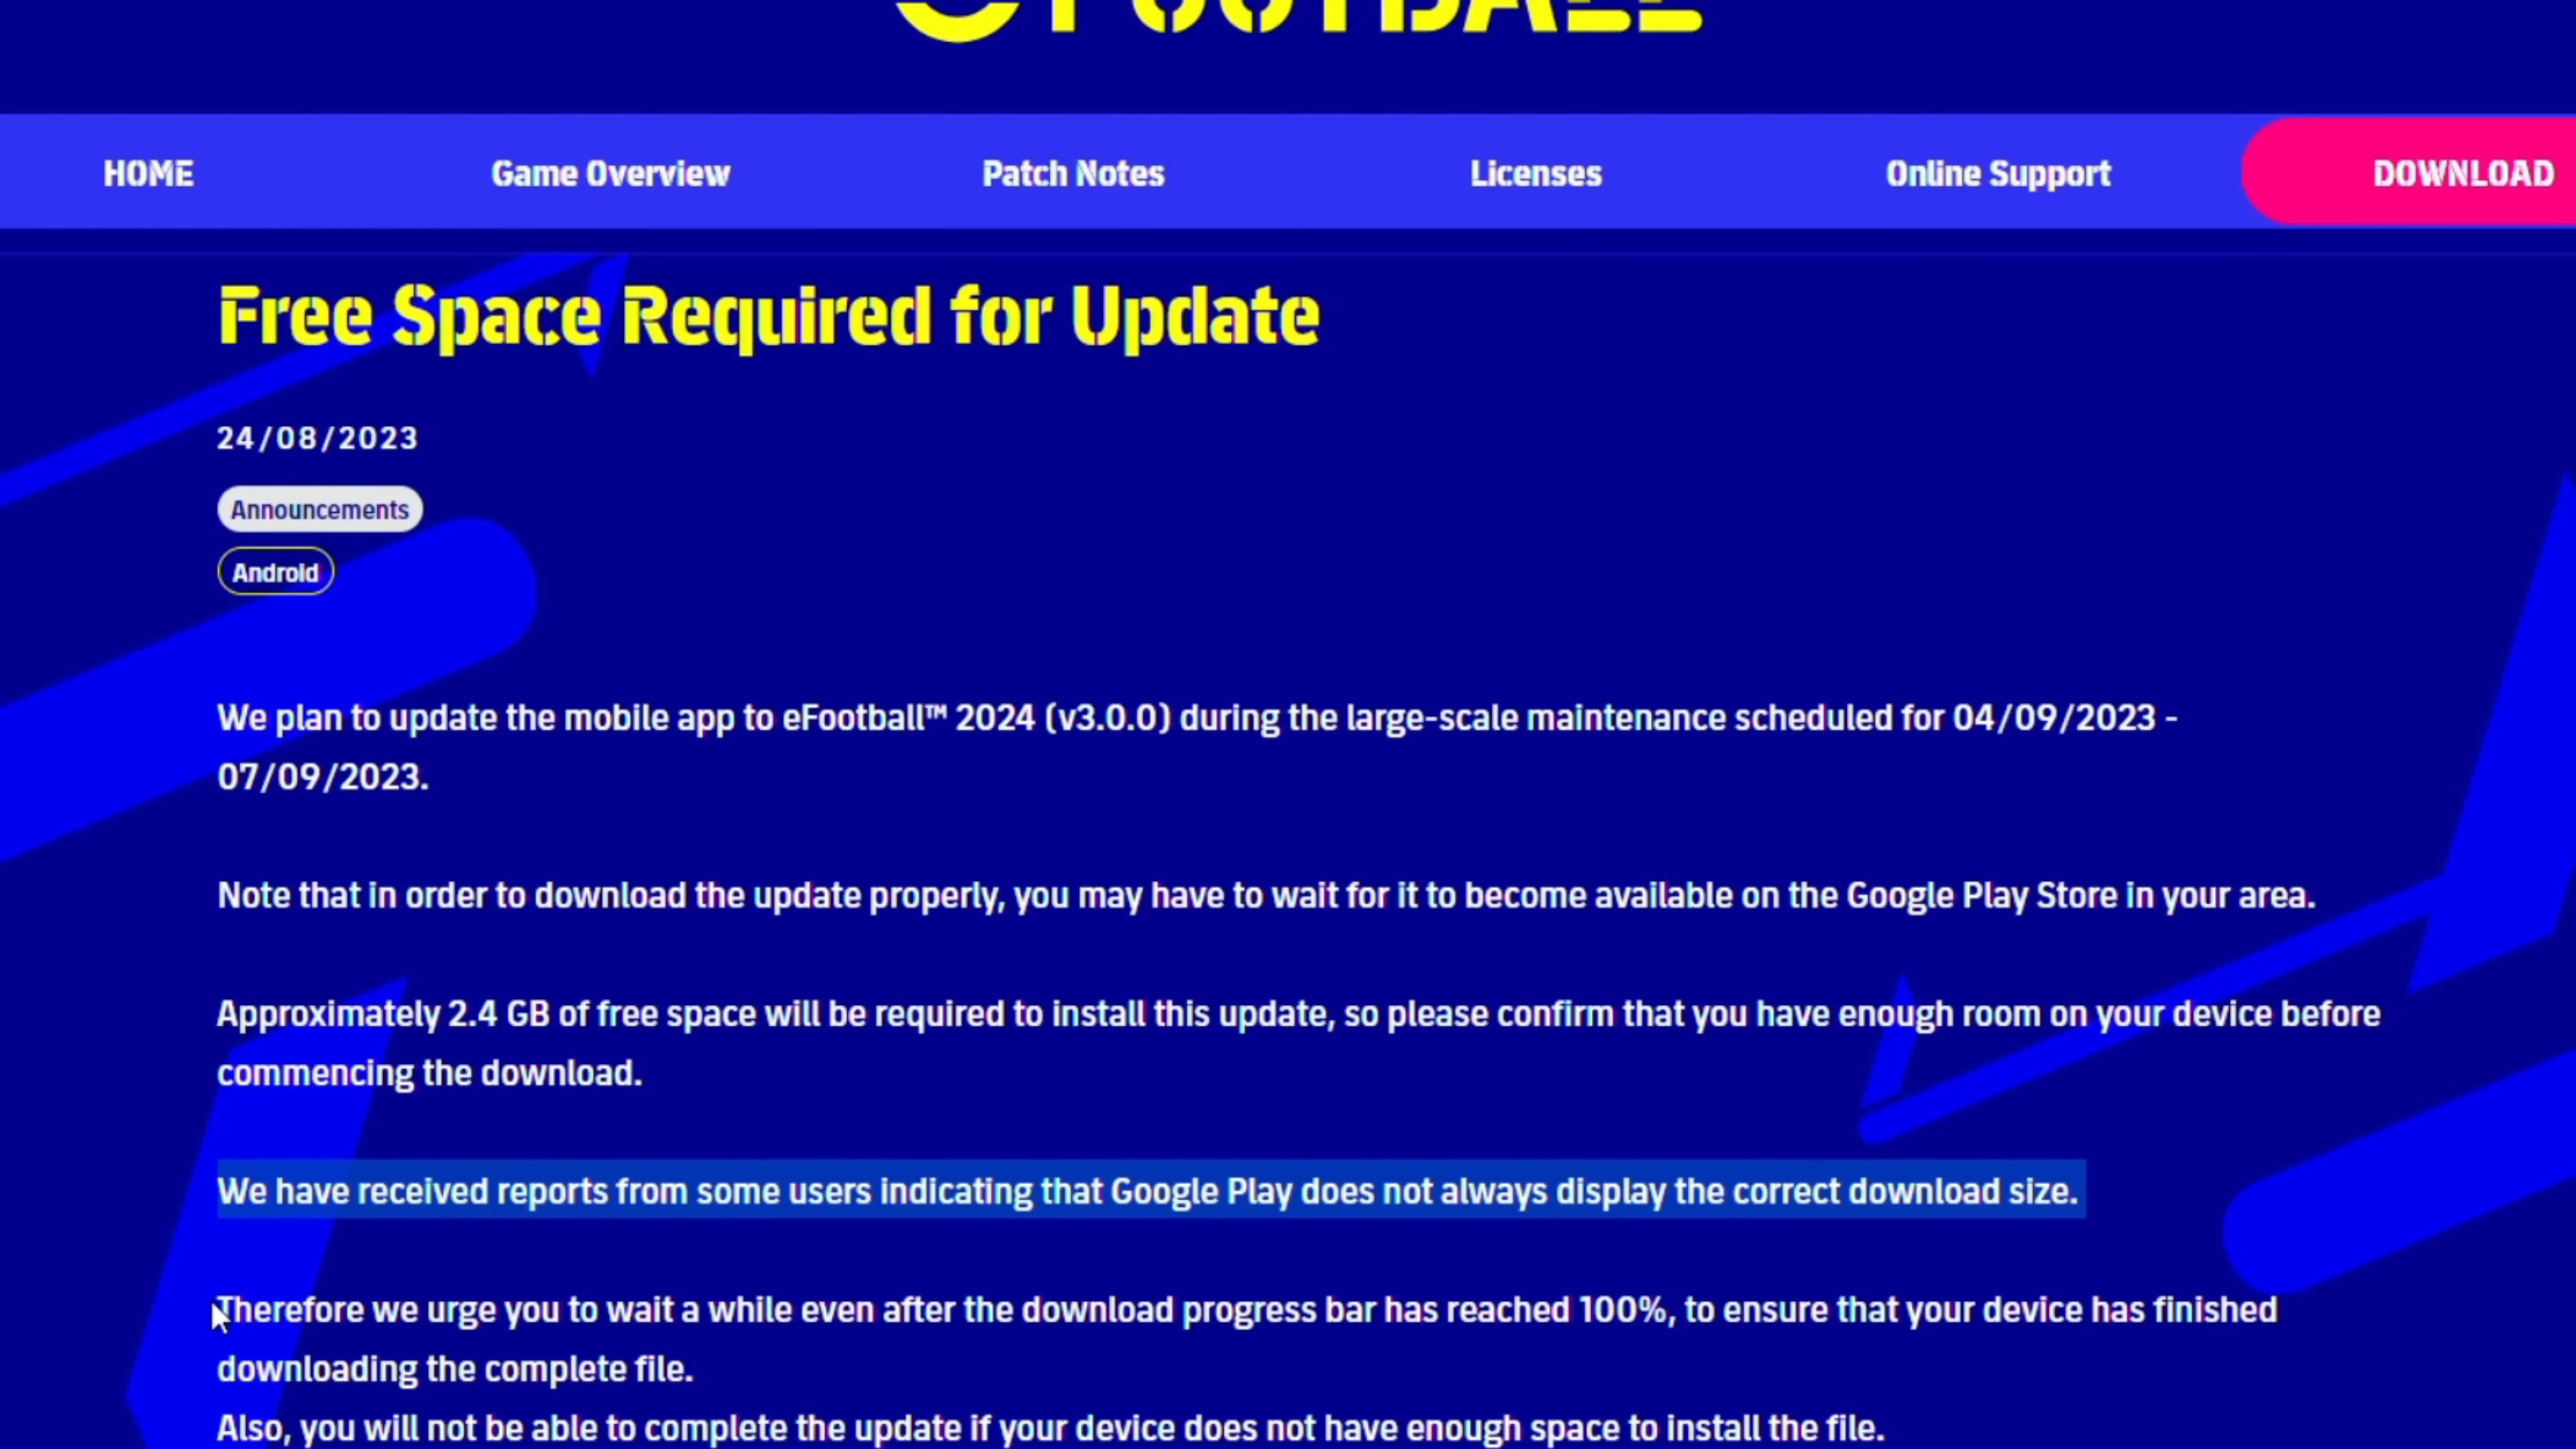 FOOTBALL
HOME
Game Overview
Patch Notes
Licenses
Online Support
DOWNLOAD
Free Space Required for Update
24/08/2023
Announcements
Android
We plan to update the mobile app to eFootball™ 2024 (v3.0.0) during the large-scale maintenance scheduled for 04/09/2023 -
07/09/2023.
Note that in order to download the update properly, you may have to wait for it to become available on the Google Play Store in your area.
Approximately 2.4 GB of free space will be required to install this update, so please confirm that you have enough room on your device before
commencing the download.
We have received reports from some users indicating that Google Play does not always display the correct download size.
Therefore we urge you to wait a while even after the download progress bar has reached 100%, to ensure that your device has finished
downloading the complete file.
Also, you will not be able to complete the update if your device does not have enough space to install the file.